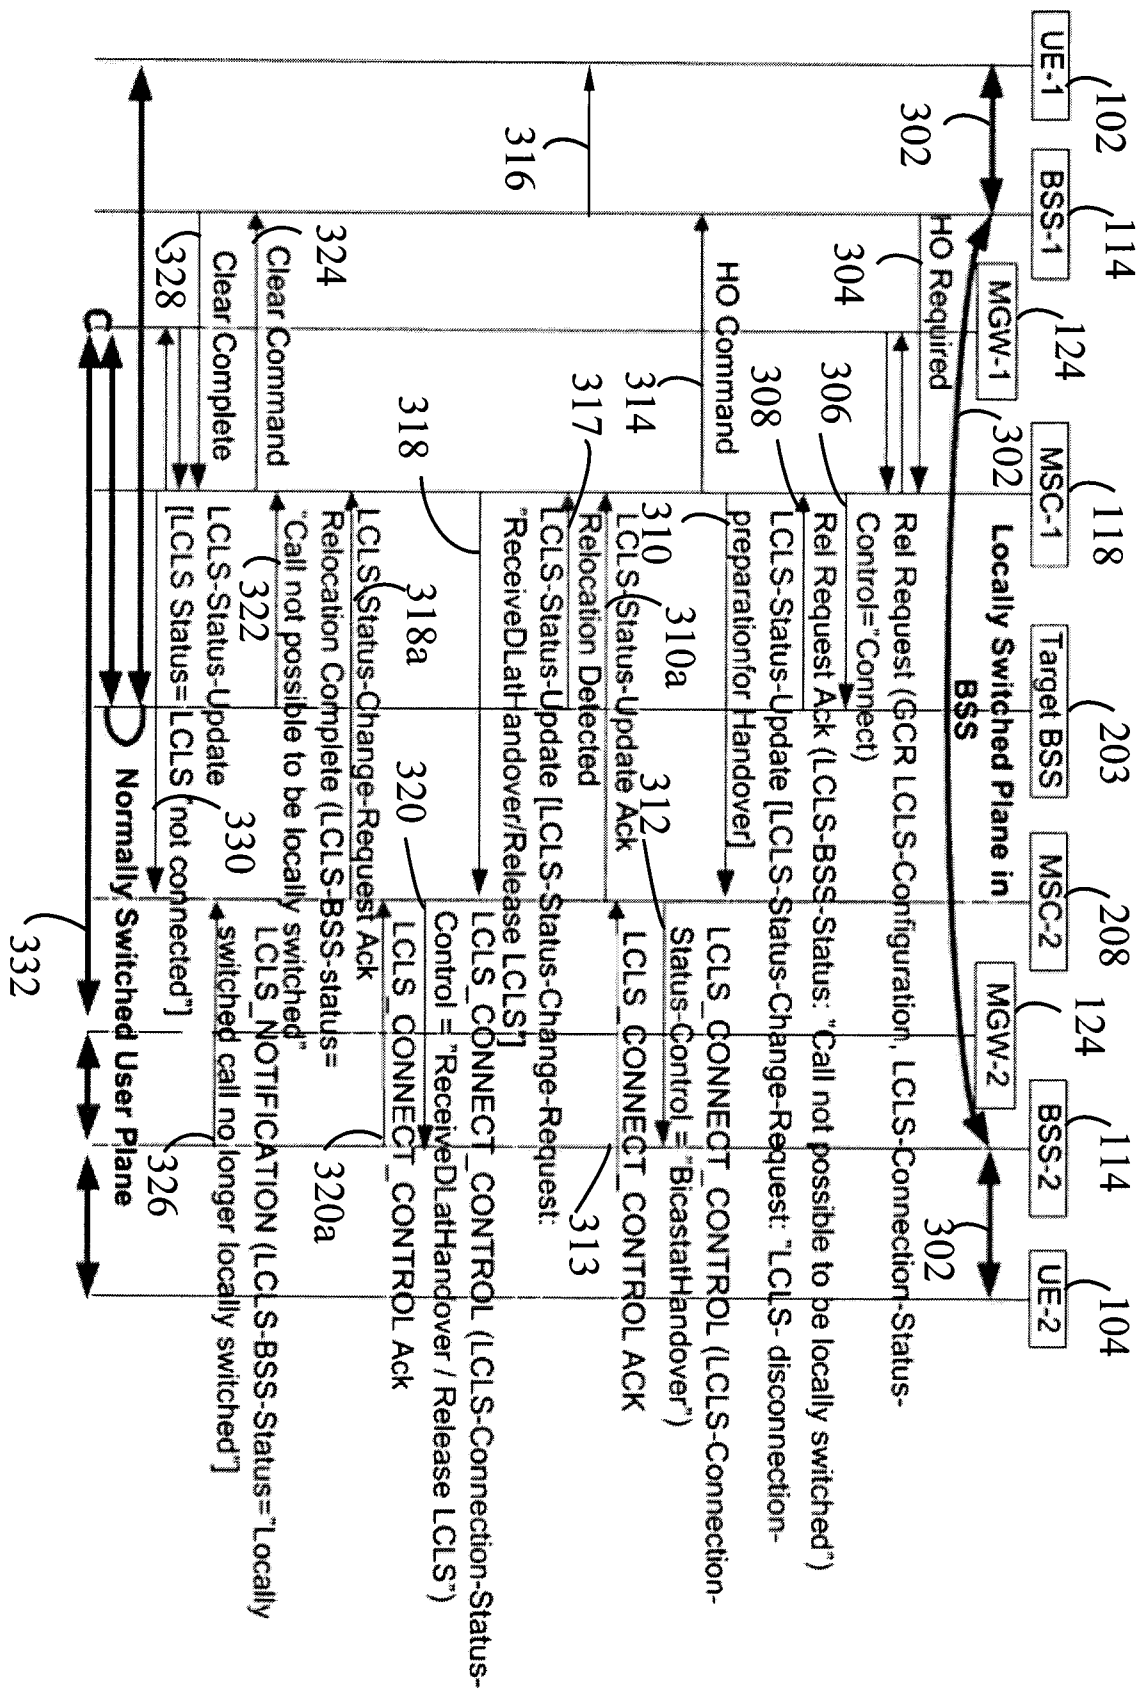 102
114
124
118
203
208
124
114
104
UE-1
BSS-1
MGW-1
MSC-1
Target BSS
MSC-2
MGW-2
BSS-2
UE-2
302
302
Locally Switched Plane in
BSS
302
HO Required
304
Rel Request (GCR LCLS-Configuration, LCLS-Connection-Status-
Control="Connect)
306
Rel Request Ack (LCLS-BSS-Status: "Call not possible to be locally switched")
308
LCLS-Status-Update [LCLS-Status-Change-Request: "LCLS- disconnection-
preparationfor Handover]
310
HO Command
314
LCLS_CONNECT_CONTROL (LCLS-Connection-
Status-Control = "BicastatHandover")
312
310a
LCLS-Status-Update Ack
LCLS_CONNECT_CONTROL ACK
313
Relocation Detected
317
316
LCLS-Status-Update [LCLS-Status-Change-Request:
"ReceiveDLatHandover/Release LCLS"]
318
LCLS_CONNECT_CONTROL (LCLS-Connection-Status-
Control = "ReceiveDLatHandover / Release LCLS")
320
LCLS_CONNECT_CONTROL Ack
320a
LCLS-Status-Change-Request Ack
318a
Relocation Complete (LCLS-BSS-status=
"Call not possible to be locally switched"
322
324
Clear Command
LCLS_NOTIFICATION (LCLS-BSS-Status="Locally
switched call no longer locally switched"]
326
Clear Complete
328
LCLS-Status-Update
[LCLS Status= LCLS "not connected"]
330
Normally Switched User Plane
332